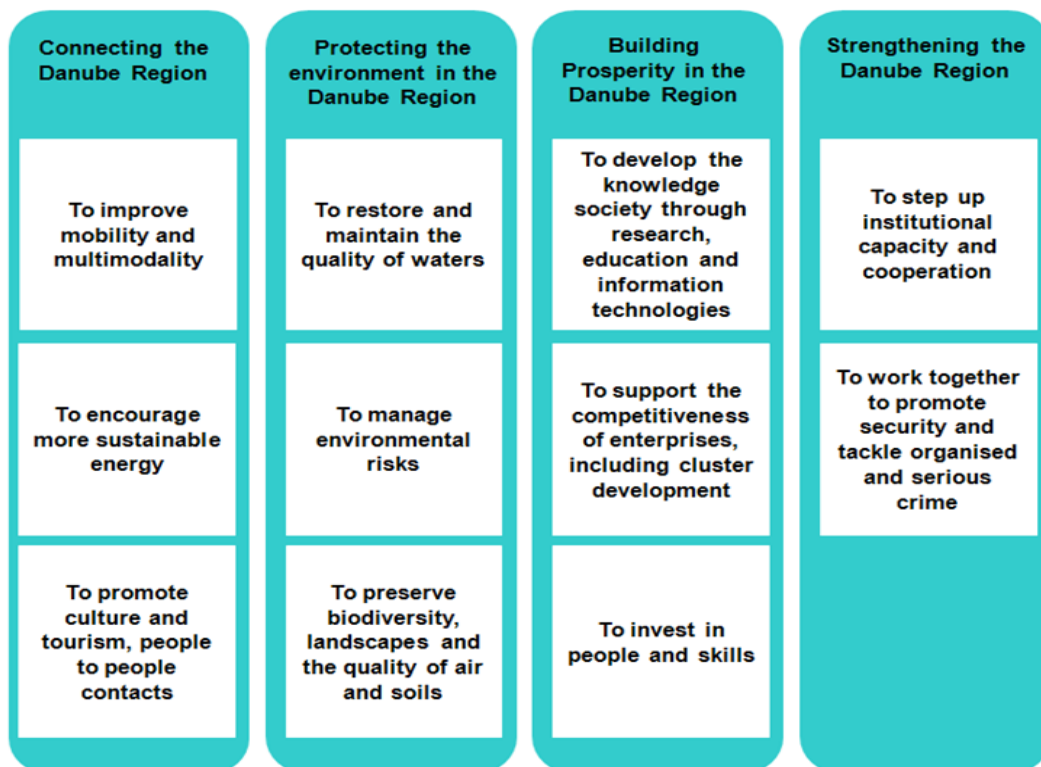 Connecting the
Danube Region
To improve
mobility and
multimodality
To encourage
more sustainable
energy
To promote
culture and
tourism, people
to people
contacts
Protecting the
environment in the
Danube Region
To restore and
maintain the
quality of waters
To manage
environmental
risks
To preserve
biodiversity,
landscapes and
the quality of air
and soils
Building
Prosperity in the
Danube Region
To develop the
knowledge
society through
research,
education and
information
technologies
To support the
competitiveness
of enterprises,
including cluster
development
To invest in
people and skills
Strengthening the
Danube Region
To step up
institutional
capacity and
cooperation
To work together
to promote
security and
tackle organised
and serious
crime